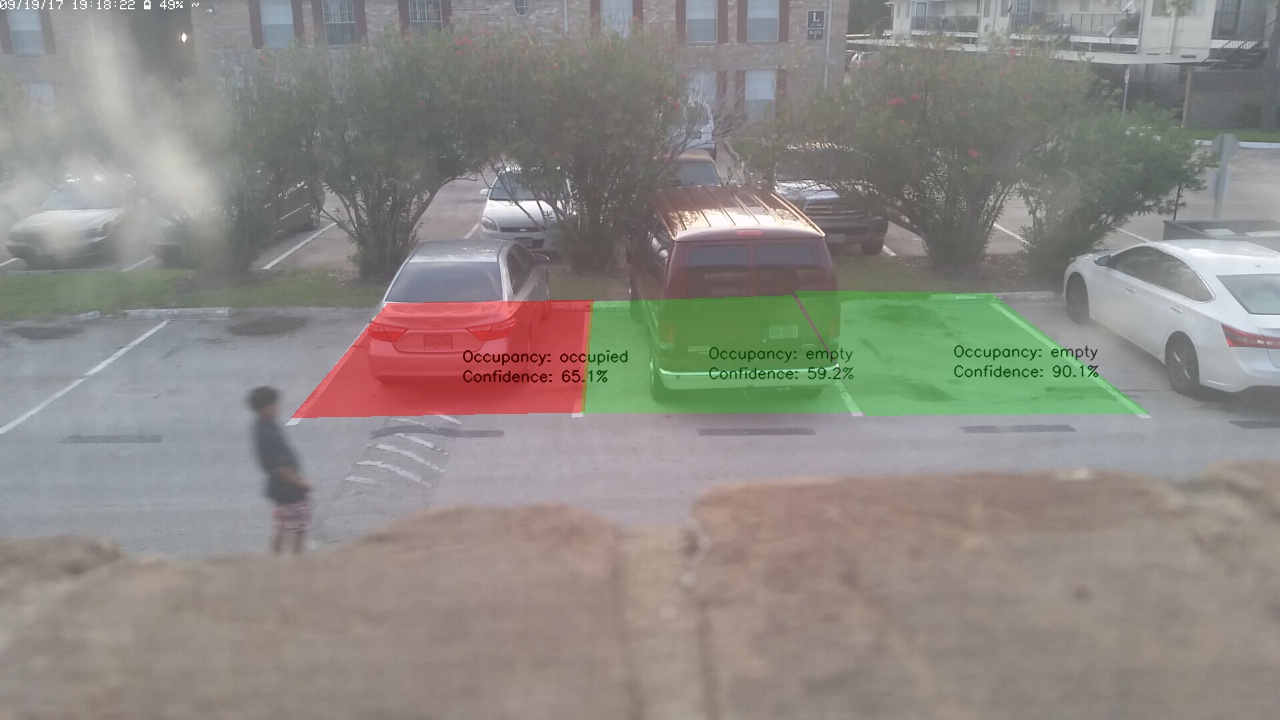 09/19/17 19:18:22 49% ~
L
Occupancy: occupied
Confidence: 65.1%
Occupancy: empty
Confidence: 59.2%
Occupancy: empty
Confidence: 90.1%